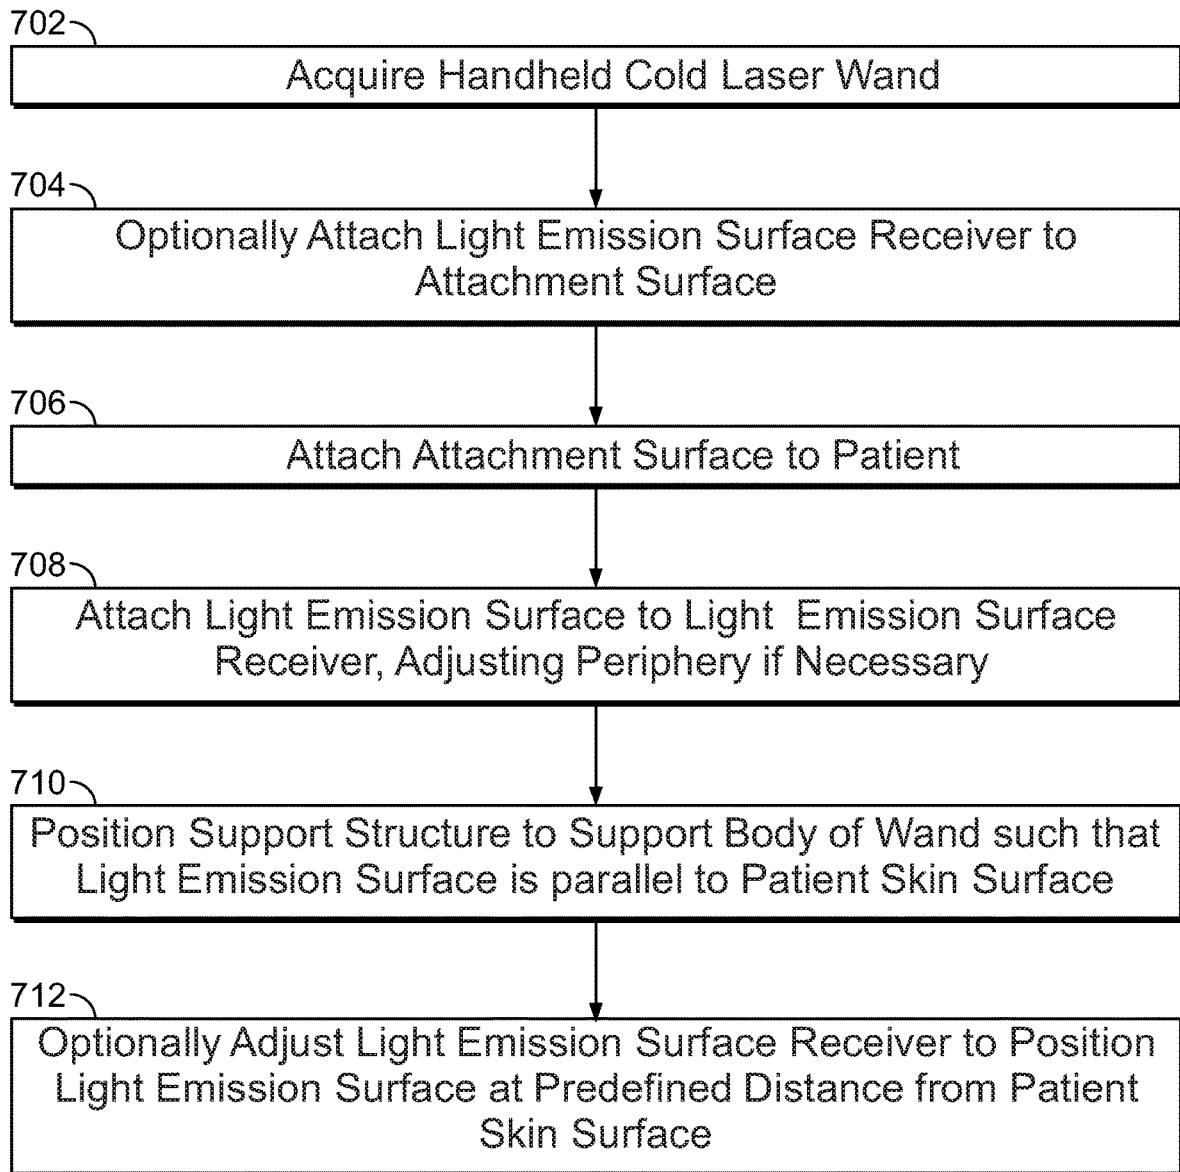 702
Acquire Handheld Cold Laser Wand
704
Optionally Attach Light Emission Surface Receiver to
Attachment Surface
706
Attach Attachment Surface to Patient
708
Attach Light Emission Surface to Light Emission Surface
Receiver, Adjusting Periphery if Necessary
710
Position Support Structure to Support Body of Wand such that
Light Emission Surface is parallel to Patient Skin Surface
712
Optionally Adjust Light Emission Surface Receiver to Position
Light Emission Surface at Predefined Distance from Patient
Skin Surface